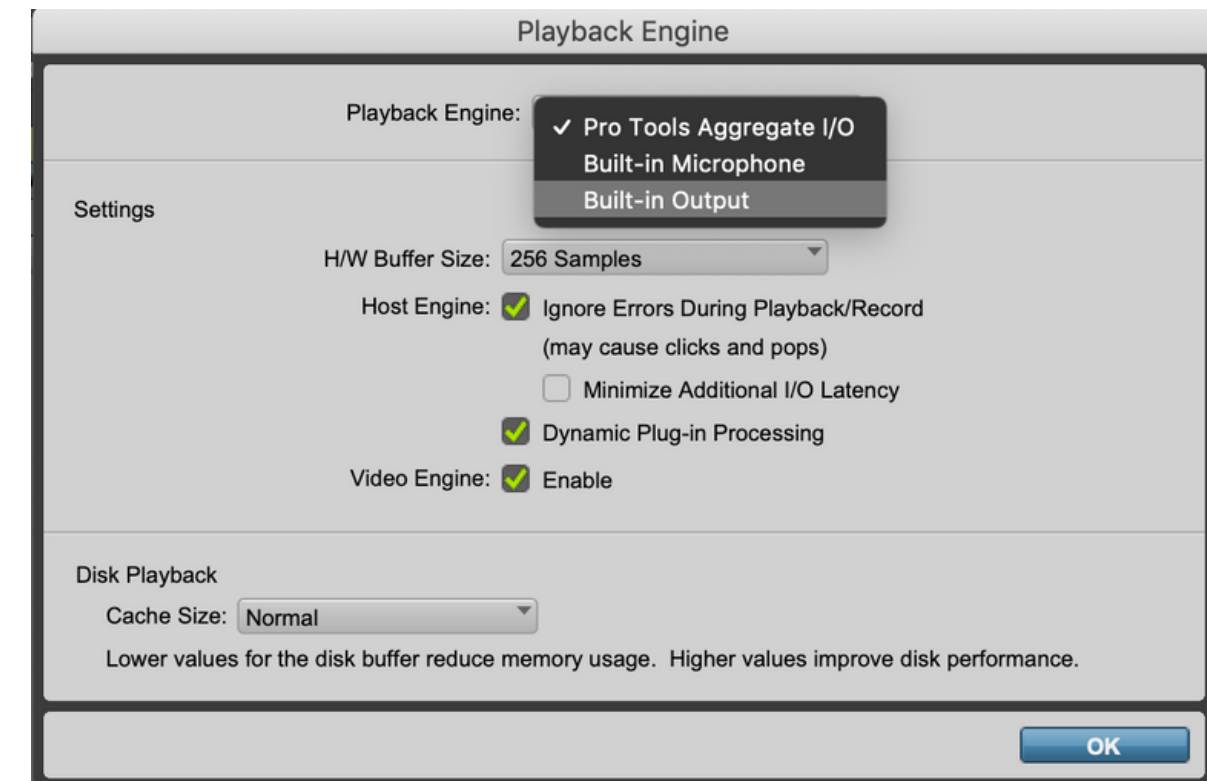 Playback Engine
Playback Engine:
✓ Pro Tools Aggregate I/O
Built-in Microphone
Built-in Output
Settings
H/W Buffer Size: 256 Samples
Host Engine: Ignore Errors During Playback/Record
(may cause clicks and pops)
Minimize Additional I/O Latency
Dynamic Plug-in Processing
Video Engine: Enable
Disk Playback
Cache Size: Normal
Lower values for the disk buffer reduce memory usage.  Higher values improve disk performance.
OK